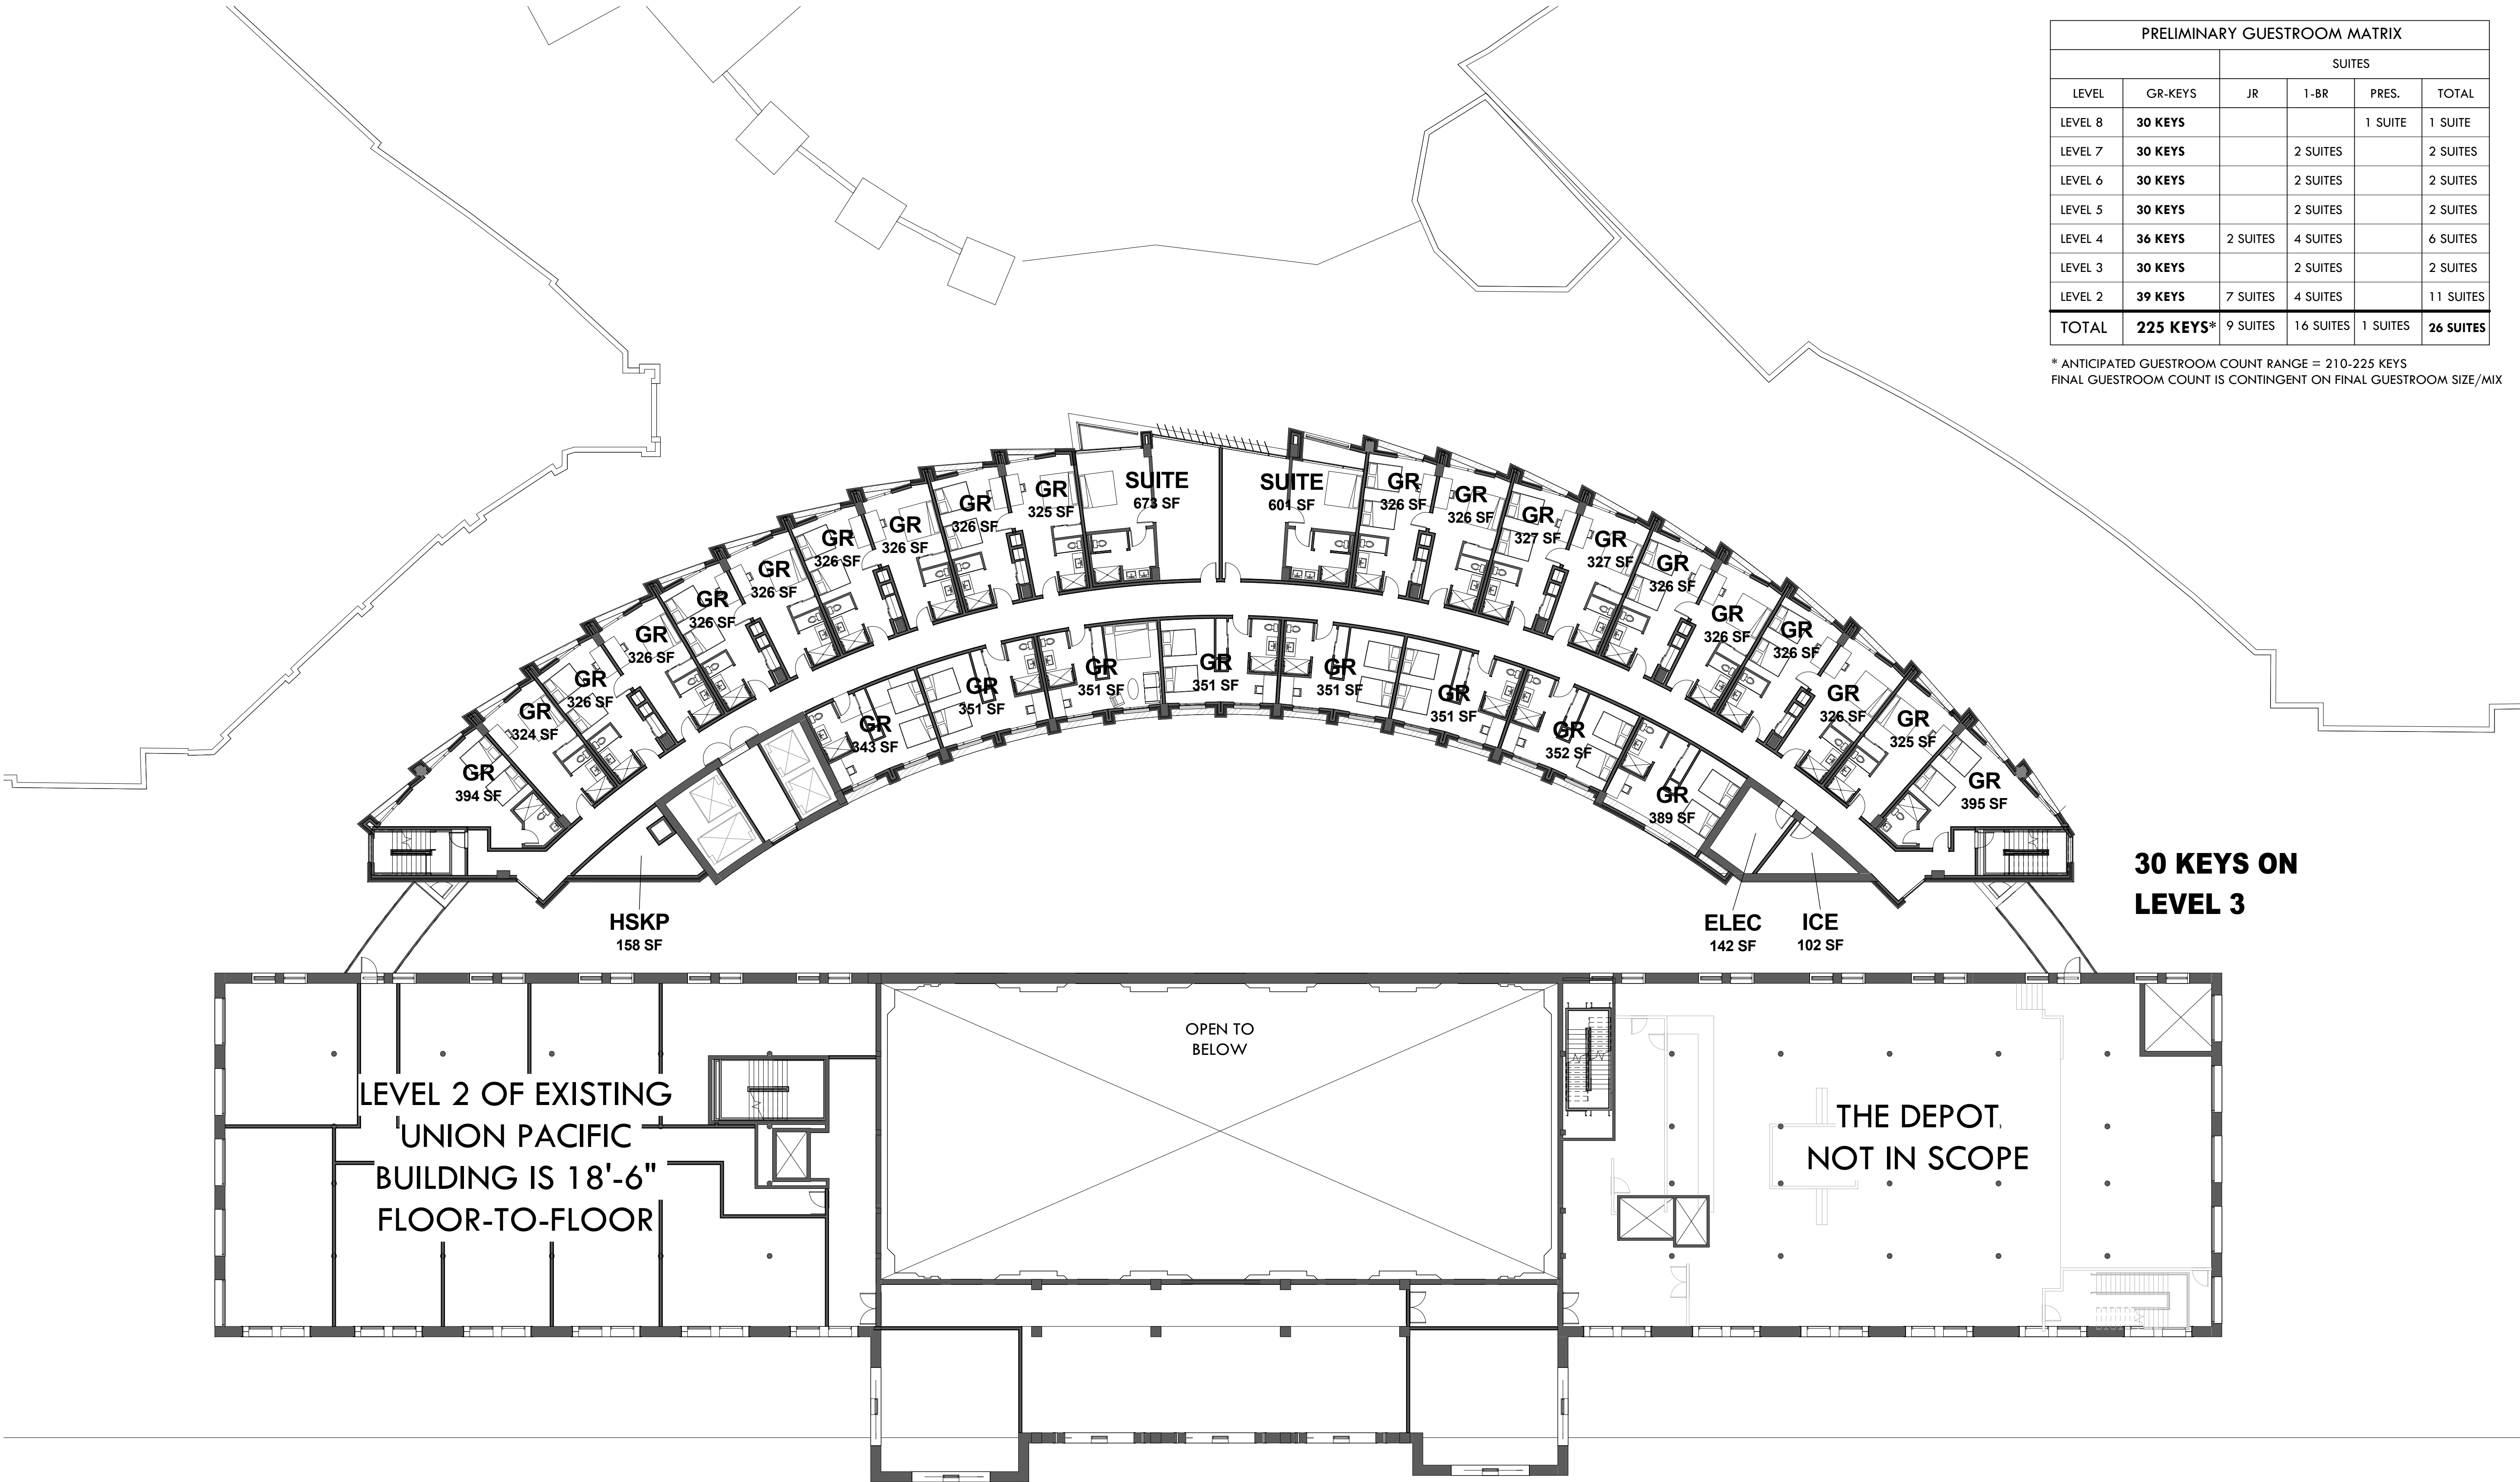 PRELIMINARY GUESTROOM MATRIX
SUITES
LEVEL GR-KEYS JR 1-BR PRES. TOTAL
LEVEL 8 30 KEYS 1 SUITE 1 SUITE
LEVEL 7 30 KEYS 2 SUITES 2 SUITES
LEVEL 6 30 KEYS 2 SUITES 2 SUITES
LEVEL 5 30 KEYS 2 SUITES 2 SUITES
LEVEL 4 36 KEYS 2 SUITES 4 SUITES 6 SUITES
LEVEL 3 30 KEYS 2 SUITES 2 SUITES
LEVEL 2 39 KEYS 7 SUITES 4 SUITES 11 SUITES
TOTAL 225 KEYS* 9 SUITES 16 SUITES 1 SUITES 26 SUITES
* ANTICIPATED GUESTROOM COUNT RANGE = 210-225 KEYS
FINAL GUESTROOM COUNT IS CONTINGENT ON FINAL GUESTROOM SIZE/MIX
GR
394 SF
GR
324 SF
GR
326 SF
GR
326 SF
GR
326 SF
GR
326 SF
GR
326 SF
GR
326 SF
GR
326 SF
GR
325 SF
SUITE
673 SF
SUITE
601 SF
GR
326 SF
GR
326 SF
GR
327 SF
GR
327 SF
GR
326 SF
GR
326 SF
GR
326 SF
GR
326 SF
GR
325 SF
GR
395 SF
GR
343 SF
GR
351 SF
GR
351 SF
GR
351 SF
GR
351 SF
GR
351 SF
GR
352 SF
GR
389 SF
30 KEYS ON
LEVEL 3
HSKP
158 SF
ELEC
142 SF
ICE
102 SF
OPEN TO
BELOW
LEVEL 2 OF EXISTING
UNION PACIFIC
BUILDING IS 18'-6"
FLOOR-TO-FLOOR
THE DEPOT,
NOT IN SCOPE